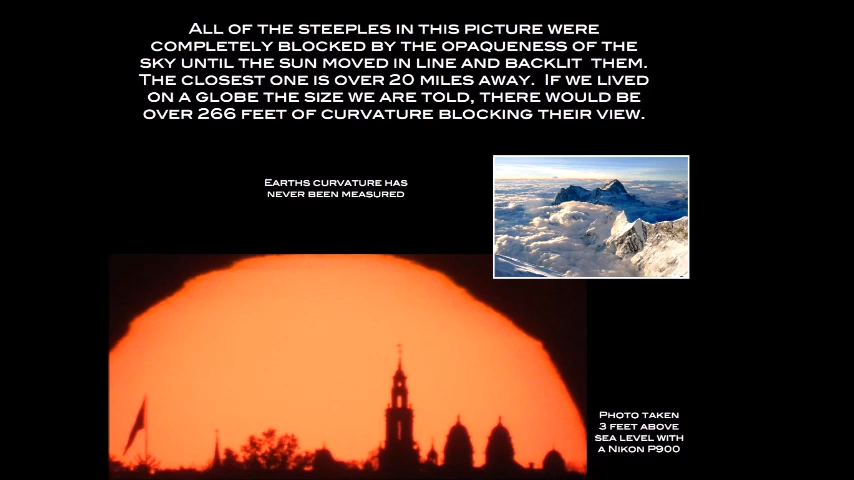 All of the steeples in this picture were
completely blocked by the opaqueness of the
sky until the sun moved in line and backlit them.
The closest one is over 20 miles away. If we lived
on a globe the size we are told, there would be
over 266 feet of curvature blocking their view.
Earths curvature has
never been measured
Photo taken
3 feet above
sea level with
a Nikon P900